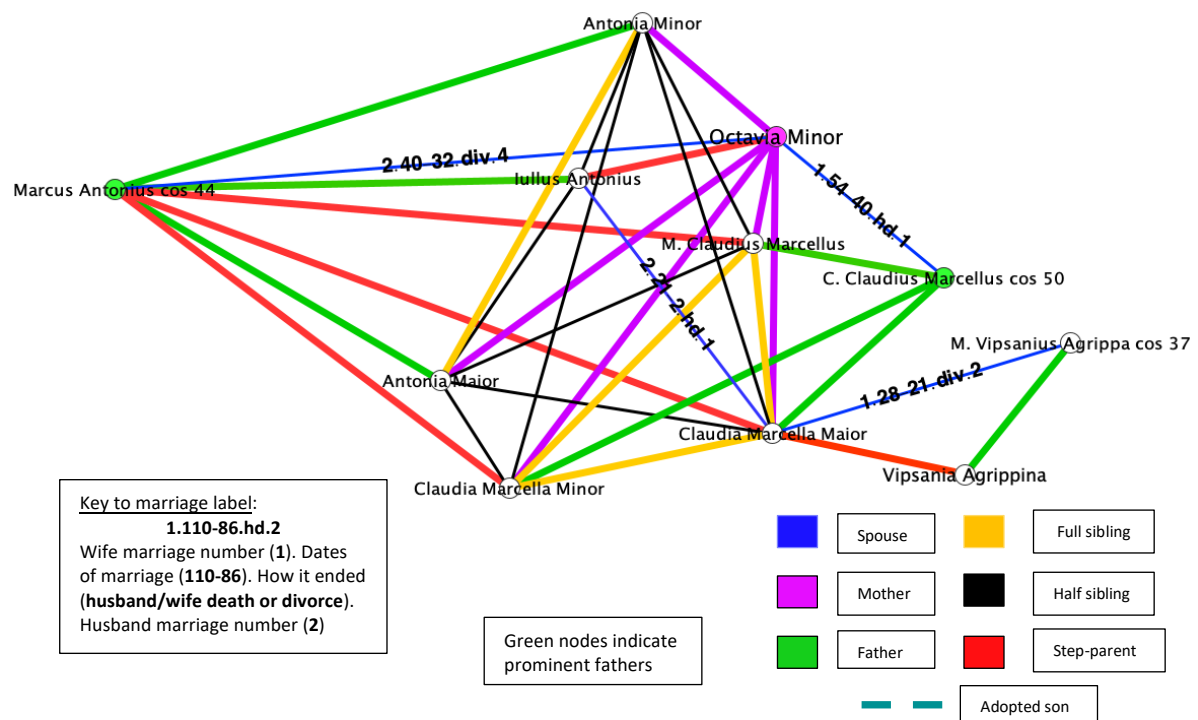 Antonia Minor
Octavia Minor
2.40-32.div.4
1.54-40.hd.1
Iullus Antonius
Marcus Antonius cos 44
M. Claudius Marcellus
C. Claudius Marcellus cos 50
2.21-2.hd.1
M. Vipsanius Agrippa cos 37
Antonia Maior
1.28-21.div.2
Claudia Marcella Maior
Vipsania Agrippina
Claudia Marcella Minor
Key to marriage label:
1.110-86.hd.2
Wife marriage number (1). Dates
of marriage (110-86). How it ended
(husband/wife death or divorce).
Husband marriage number (2)
Green nodes indicate
prominent fathers
Spouse
Full sibling
Mother
Half sibling
Father
Step-parent
Adopted son